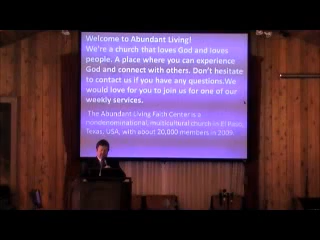 Welcome to Abundant Living!
We're a church that loves God and loves
people. A place where you can experience
God and connect with others. Don't hesitate
to contact us if you have any questions.We
would love for you to join us for one of our
weekly services.
The Abundant Living Faith Center is a
nondenominational, multicultural church in El Paso,
Texas, USA, with about 20,000 members in 2009.